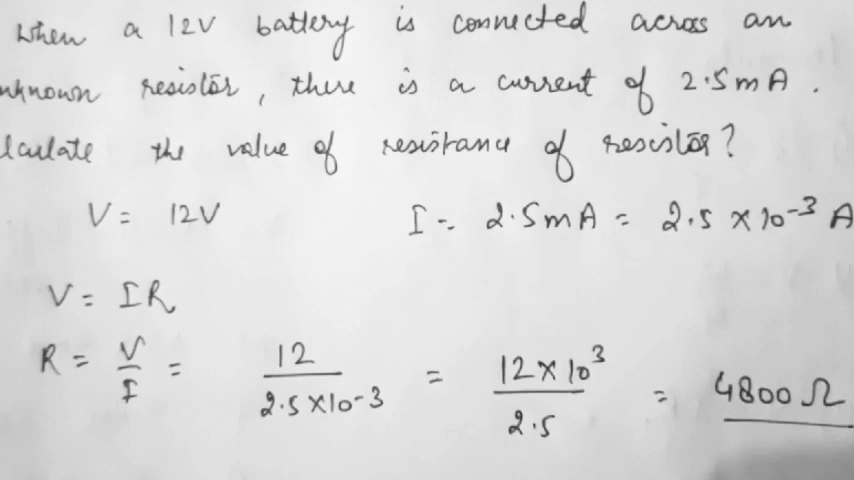 When a 12V battery is connected across an
nknown resistor, there is a current of 2.5mA.
lculate the value of resistance of resistor?
V = 12V I = 2.5mA = 2.5 × 10⁻³ A
V = IR
R = V/I = 12/2.5×10-3 = 12×10³/2.5 = 4800 Ω